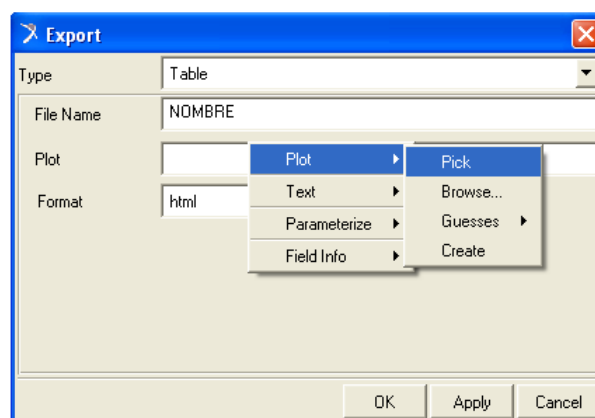 Export
Type Table
File Name NOMBRE
Plot
Format html
Plot
Text
Parameterize
Field Info
Pick
Browse...
Guesses
Create
OK Apply Cancel